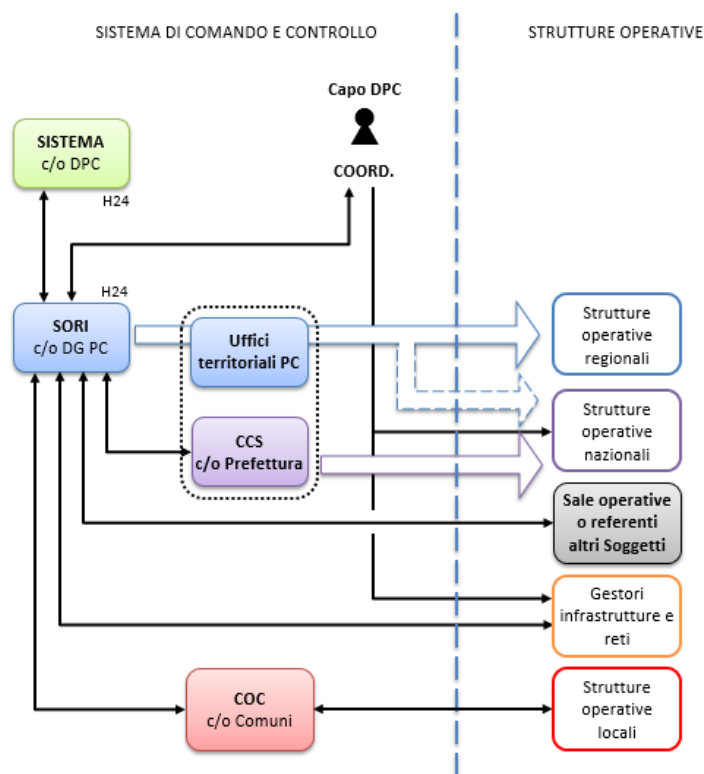 SISTEMA DI COMANDO E CONTROLLO
STRUTTURE OPERATIVE
Capo DPC
COORD.
SISTEMA
c/o DPC
H24
H24
SORI
c/o DG PC
Uffici
territoriali PC
CCS
c/o Prefettura
COC
c/o Comuni
Strutture
operative
regionali
Strutture
operative
nazionali
Sale operative
o referenti
altri Soggetti
Gestori
infrastrutture e
reti
Strutture
operative
locali